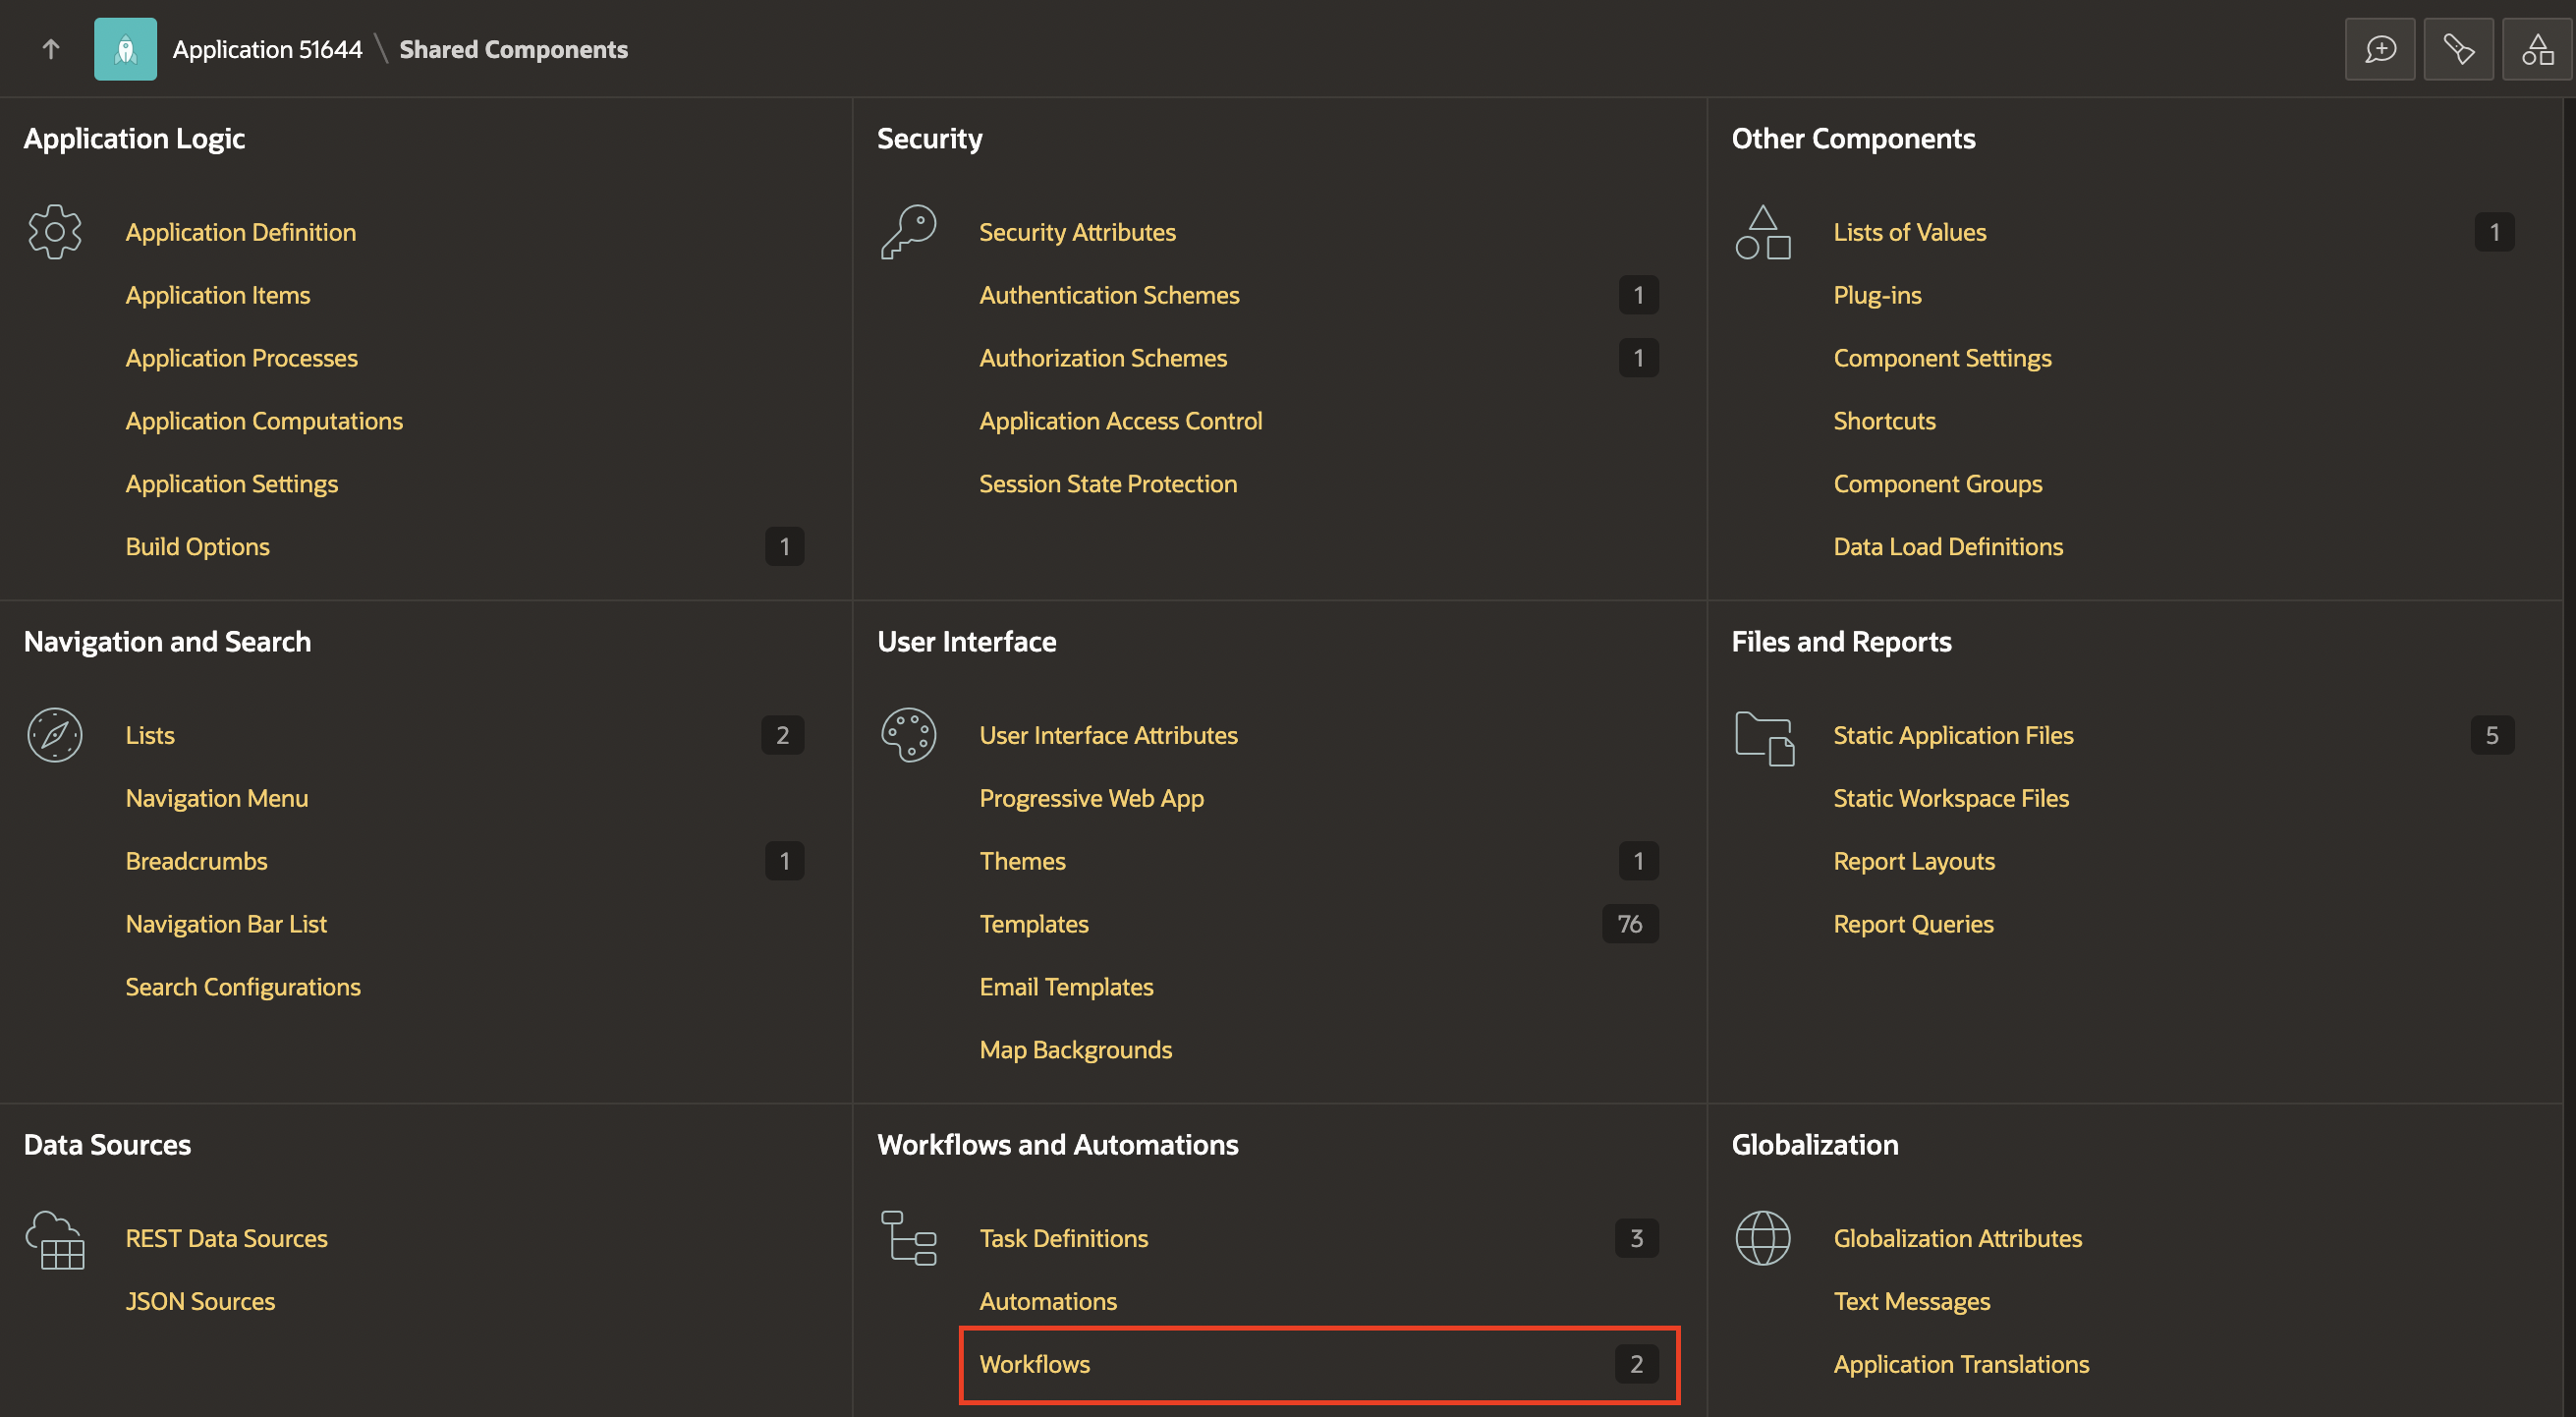 Application 51644 \ Shared Components
Application Logic
Application Definition
Application Items
Application Processes
Application Computations
Application Settings
Build Options 1
Security
Security Attributes
Authentication Schemes 1
Authorization Schemes 1
Application Access Control
Session State Protection
Other Components
Lists of Values 1
Plug-ins
Component Settings
Shortcuts
Component Groups
Data Load Definitions
Navigation and Search
Lists 2
Navigation Menu
Breadcrumbs 1
Navigation Bar List
Search Configurations
User Interface
User Interface Attributes
Progressive Web App
Themes 1
Templates 76
Email Templates
Map Backgrounds
Files and Reports
Static Application Files 5
Static Workspace Files
Report Layouts
Report Queries
Data Sources
REST Data Sources
JSON Sources
Workflows and Automations
Task Definitions 3
Automations
Workflows 2
Globalization
Globalization Attributes
Text Messages
Application Translations